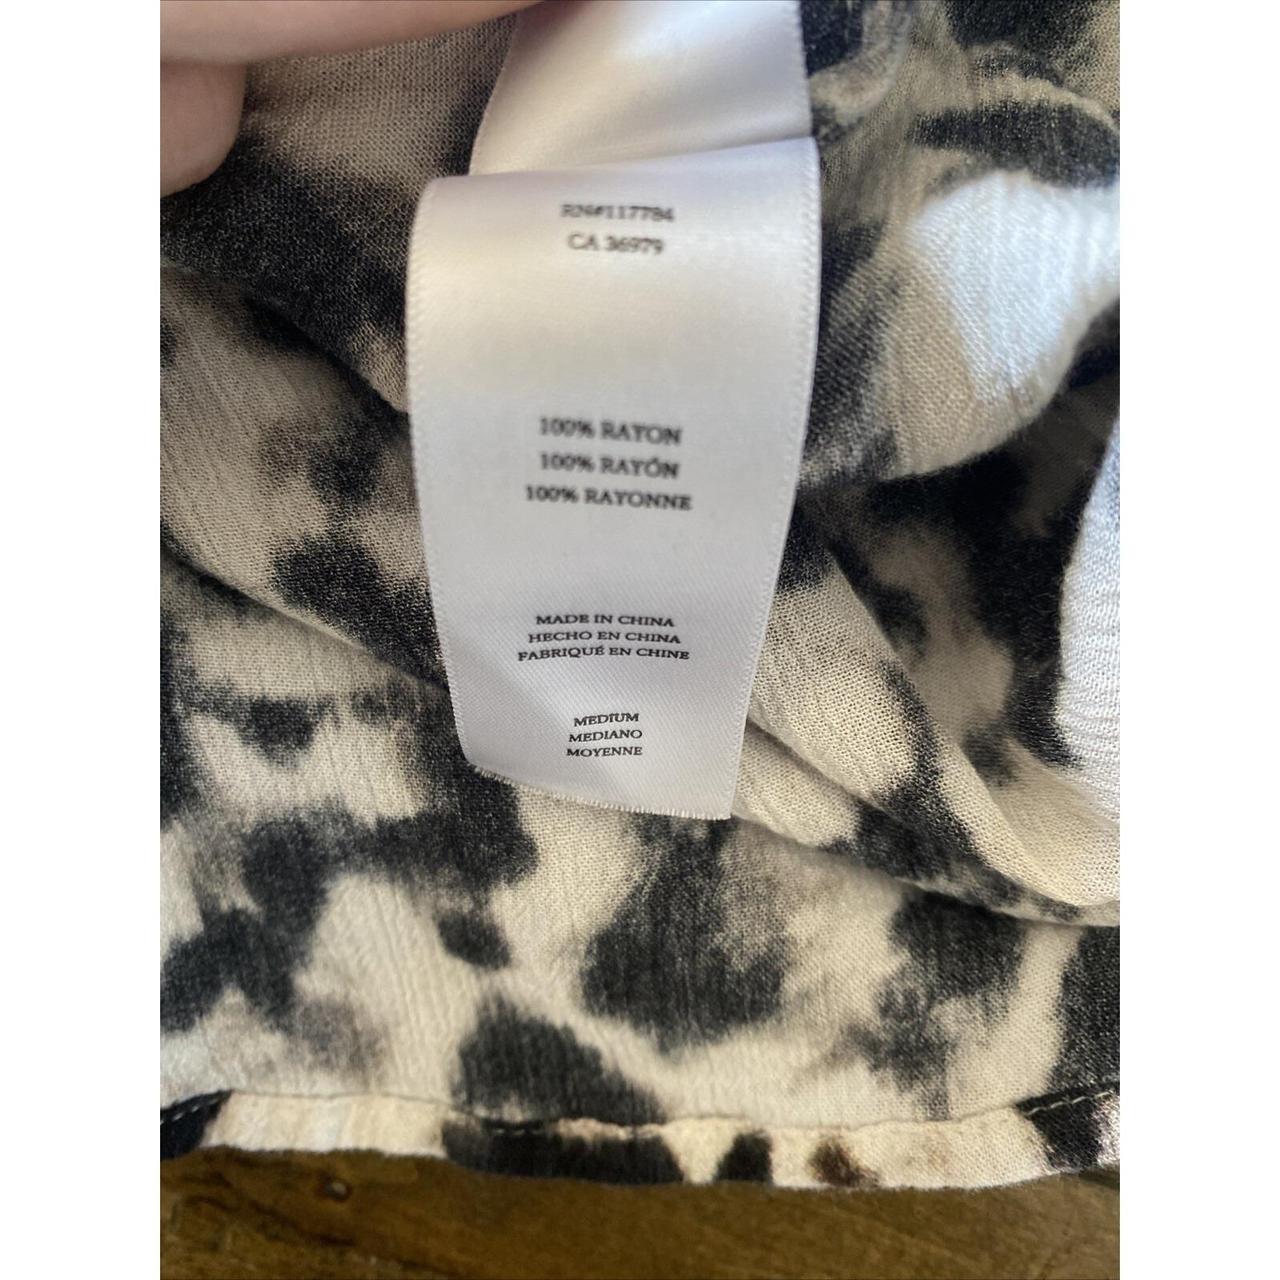 RN#117784
CA 36979
100% RAYON
100% RAYÓN
100% RAYONNE
MADE IN CHINA
HECHO EN CHINA
FABRIQUÉ EN CHINE
MEDIUM
MEDIANO
MOYENNE